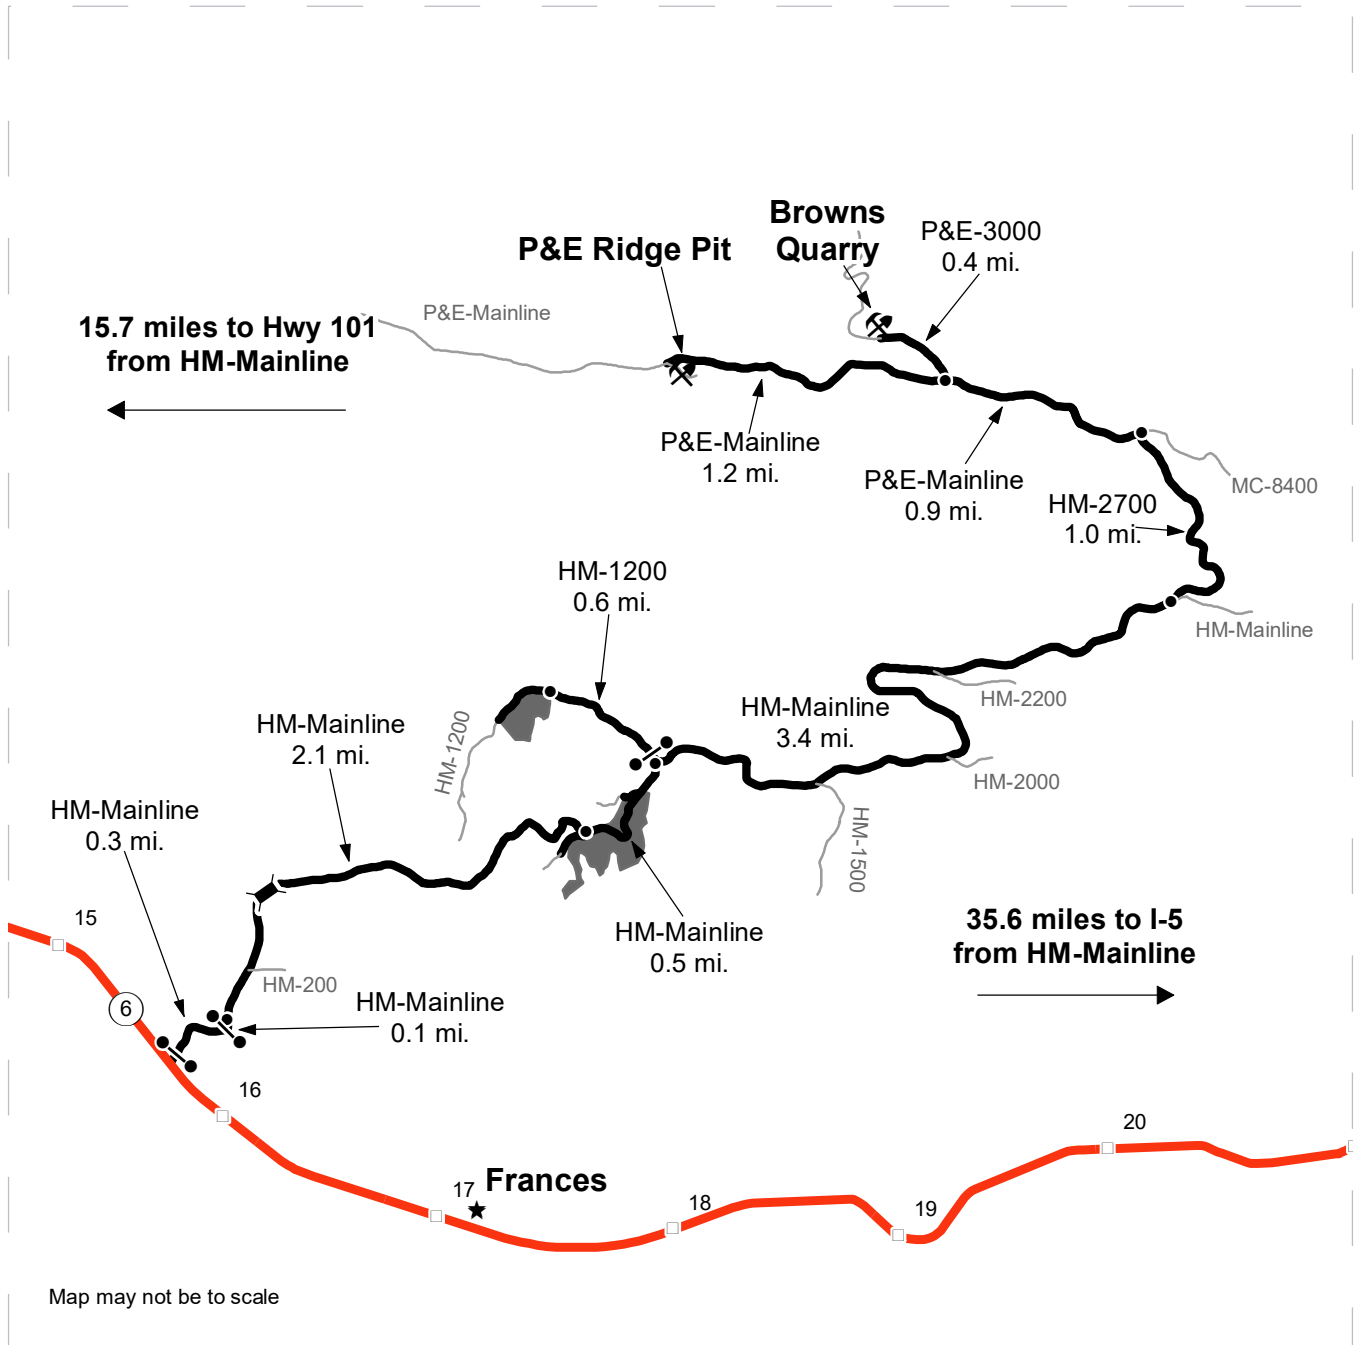 Browns
Quarry
P&E-3000
0.4 mi.
P&E Ridge Pit
P&E-Mainline
15.7 miles to Hwy 101
from HM-Mainline
P&E-Mainline
1.2 mi.
P&E-Mainline
0.9 mi.
MC-8400
HM-2700
1.0 mi.
HM-1200
0.6 mi.
HM-Mainline
HM-2200
HM-Mainline
3.4 mi.
HM-1200
HM-Mainline
2.1 mi.
HM-2000
HM-Mainline
0.3 mi.
HM-1500
15
HM-Mainline
0.5 mi.
35.6 miles to I-5
from HM-Mainline
HM-200
6
HM-Mainline
0.1 mi.
16
20
17
Frances
18
19
Map may not be to scale